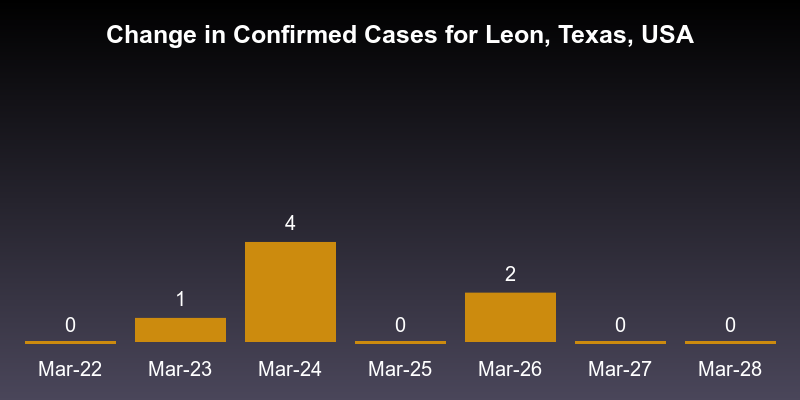 Change in Confirmed Cases for Leon, Texas, USA
0
1
4
0
2
0
0
Mar-22
Mar-23
Mar-24
Mar-25
Mar-26
Mar-27
Mar-28